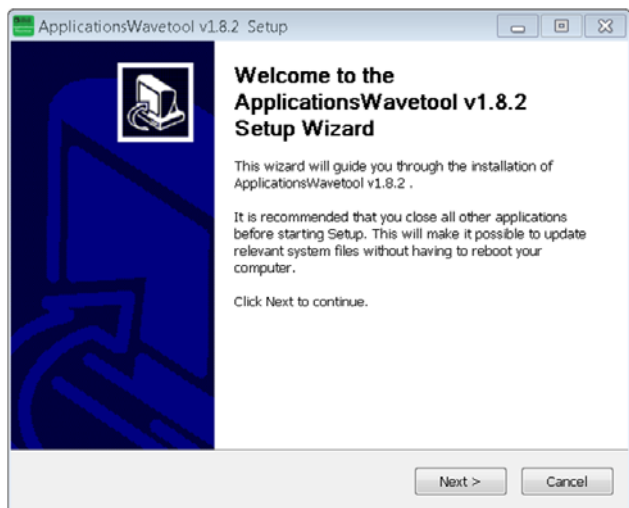 ApplicationsWavetool v1.8.2 Setup
Welcome to the
ApplicationsWavetool v1.8.2
Setup Wizard
This wizard will guide you through the installation of
ApplicationsWavetool v1.8.2 .
It is recommended that you close all other applications
before starting Setup. This will make it possible to update
relevant system files without having to reboot your
computer.
Click Next to continue.
Next >
Cancel